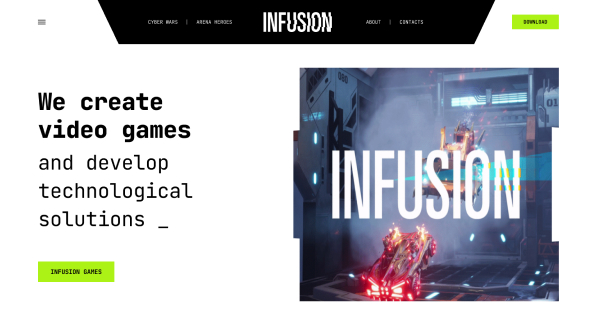 CYBER WARS | ARENA HEROES
INFUSION
ABOUT | CONTACTS
DOWNLOAD
We create
video games
and develop
technological
solutions _
INFUSION GAMES
INFUSION